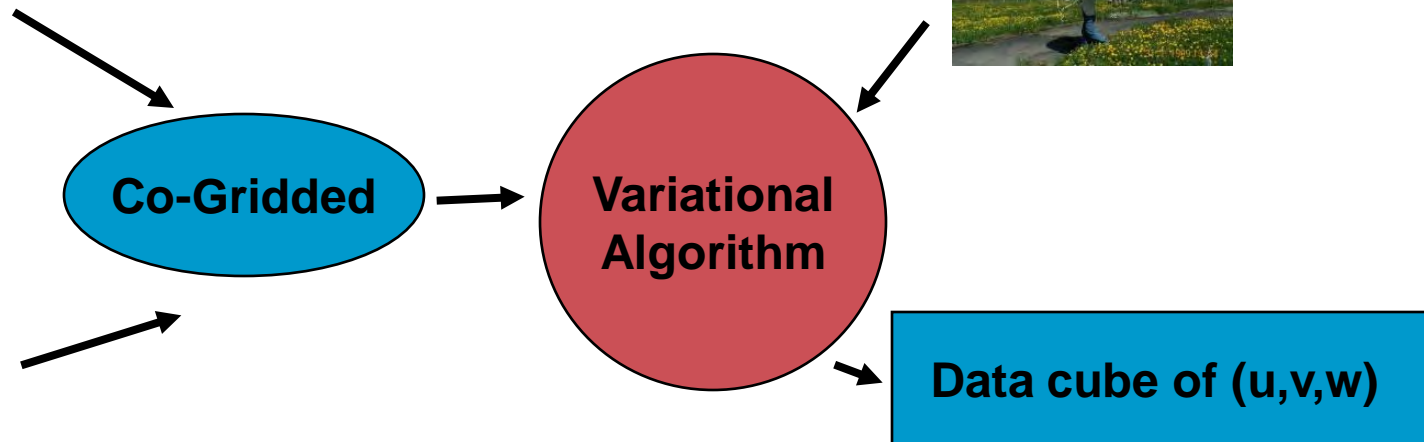 Co-Gridded
Variational
Algorithm
Data cube of (u,v,w)